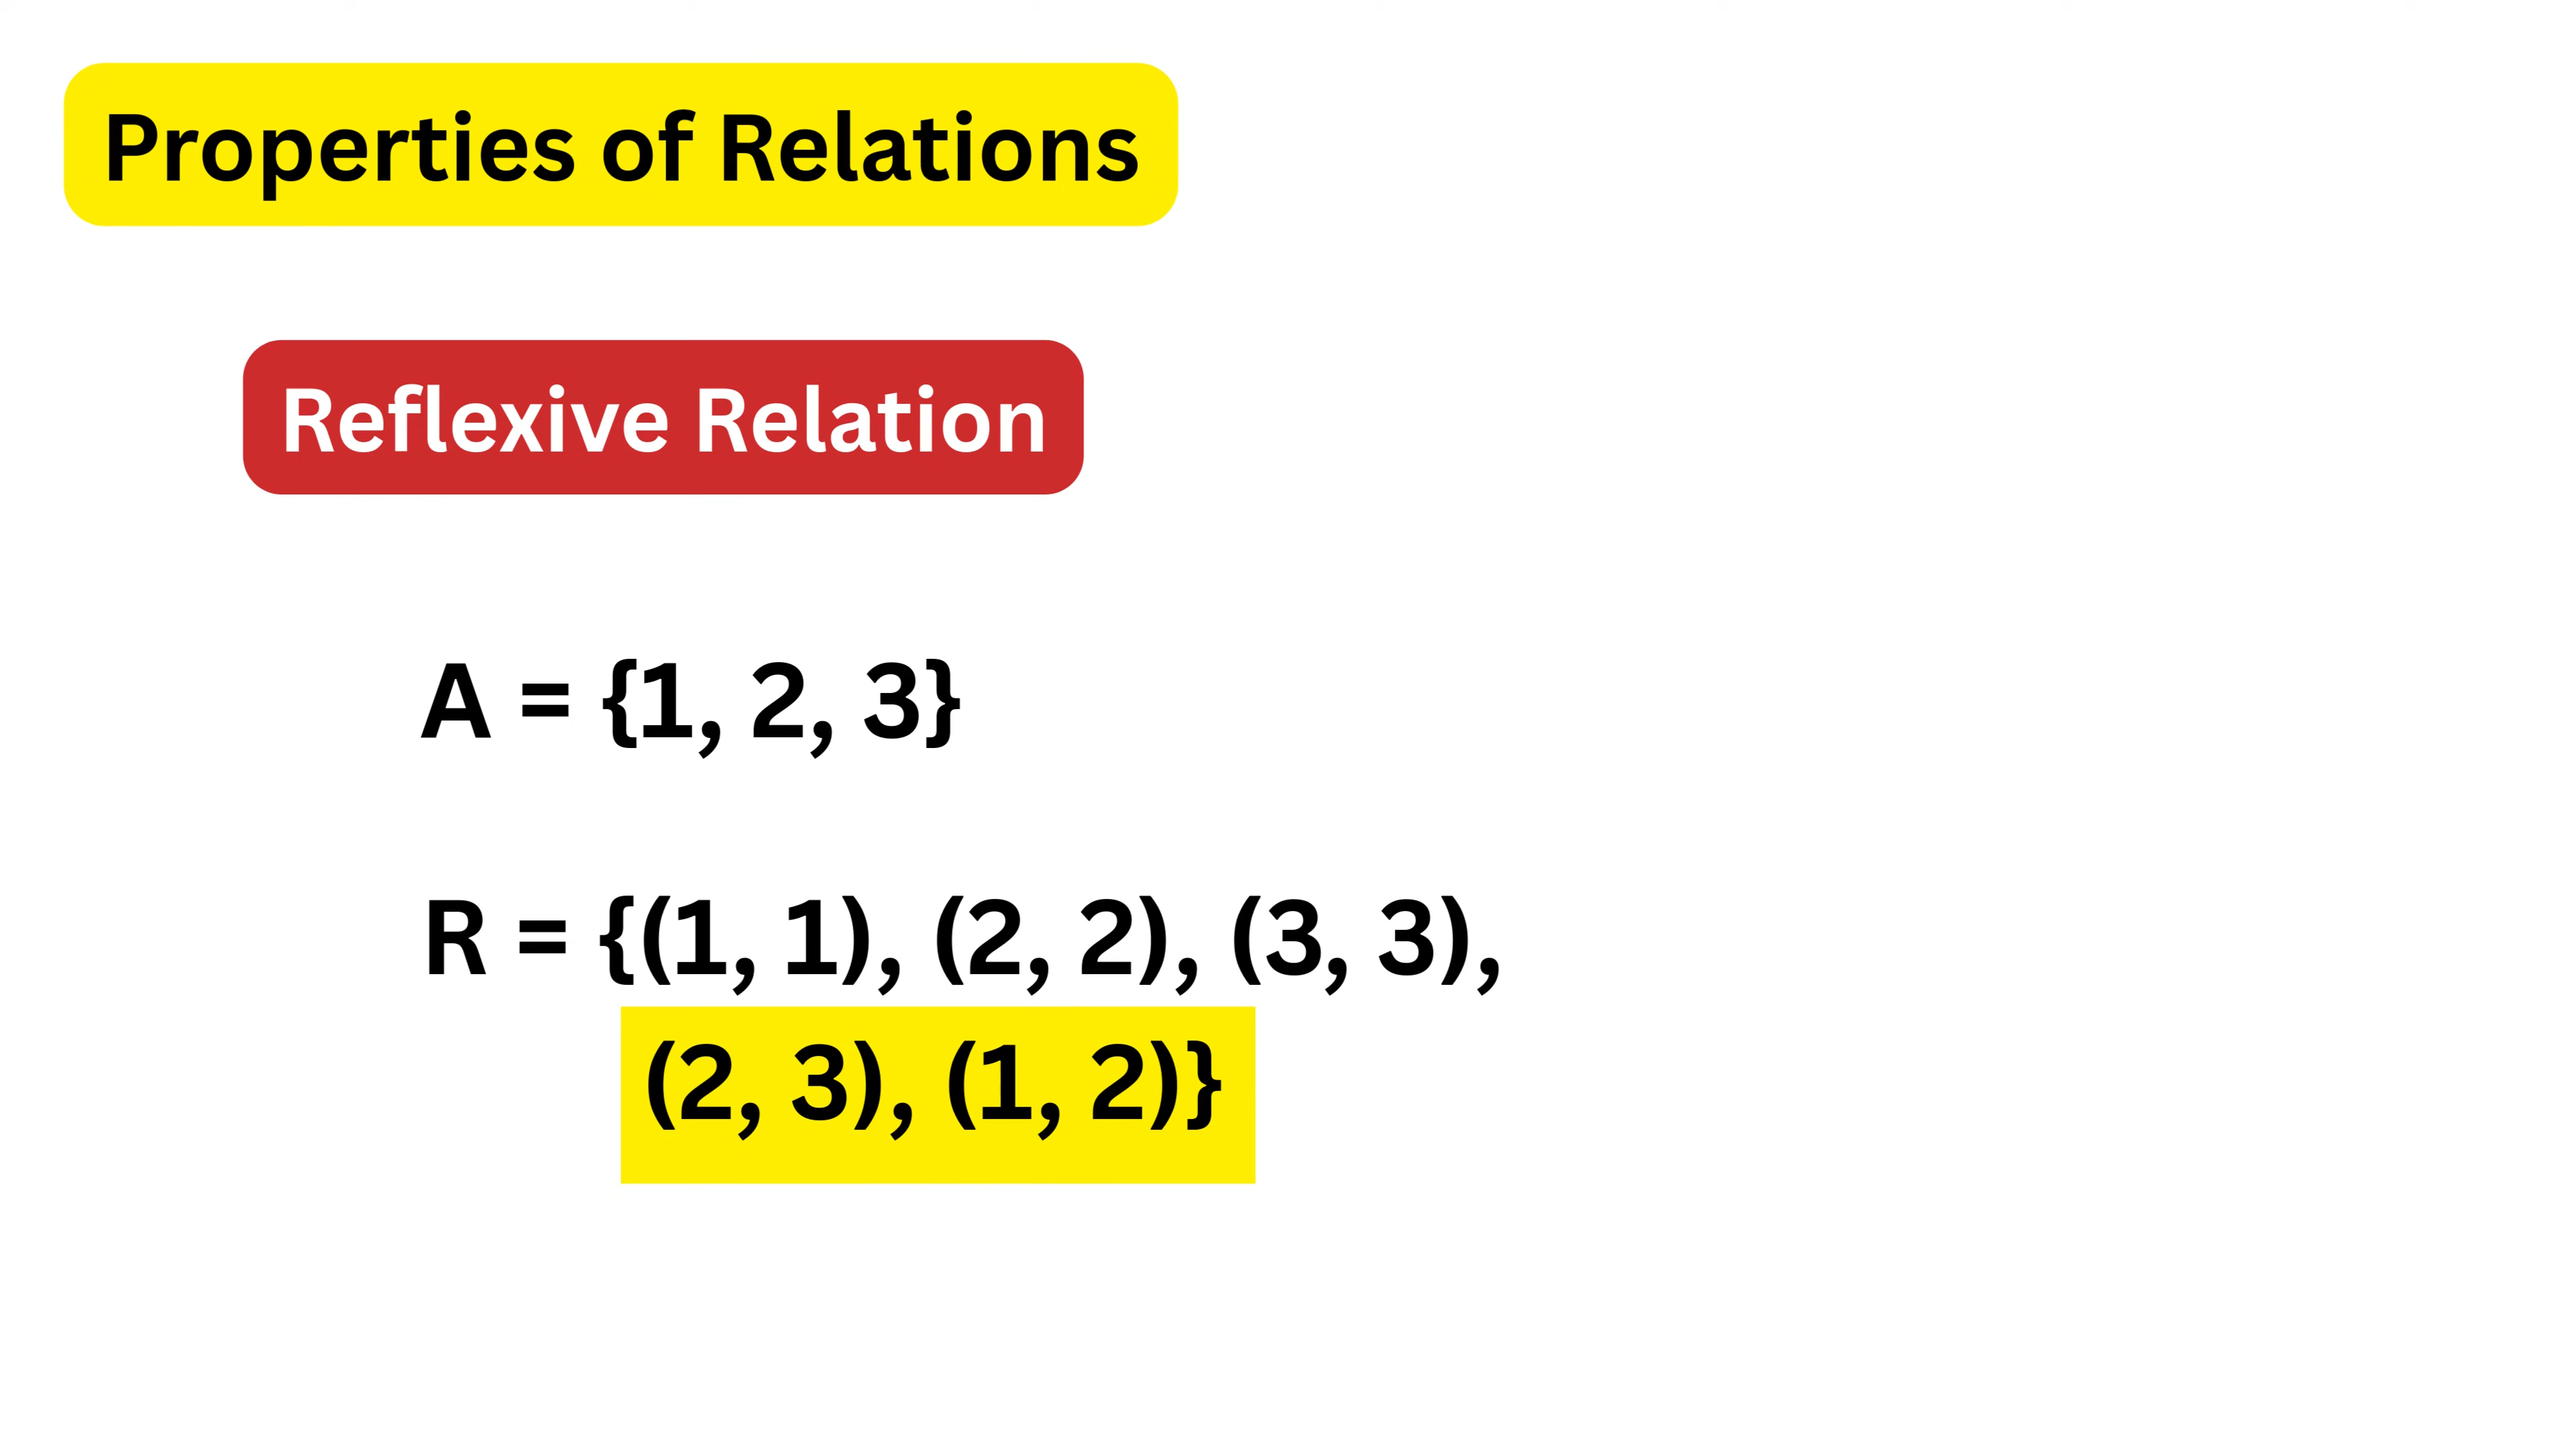 Properties of Relations
Reflexive Relation
A = {1, 2, 3}
R = {(1, 1), (2, 2), (3, 3),
(2, 3), (1, 2)}